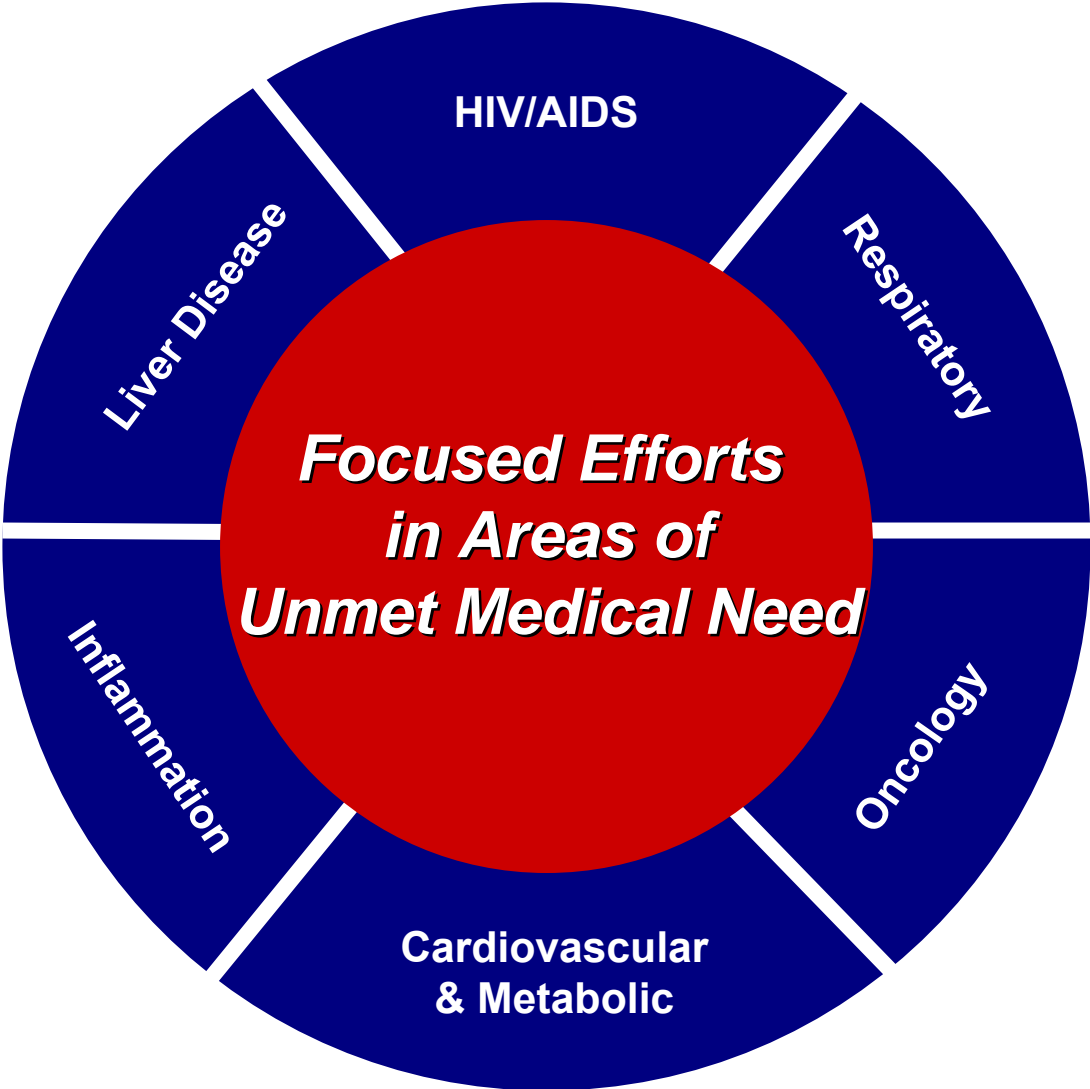 HIV/AIDS
Respiratory
Oncology
Cardiovascular
& Metabolic
Inflammation
Liver Disease
Focused Efforts
in Areas of
Unmet Medical Need